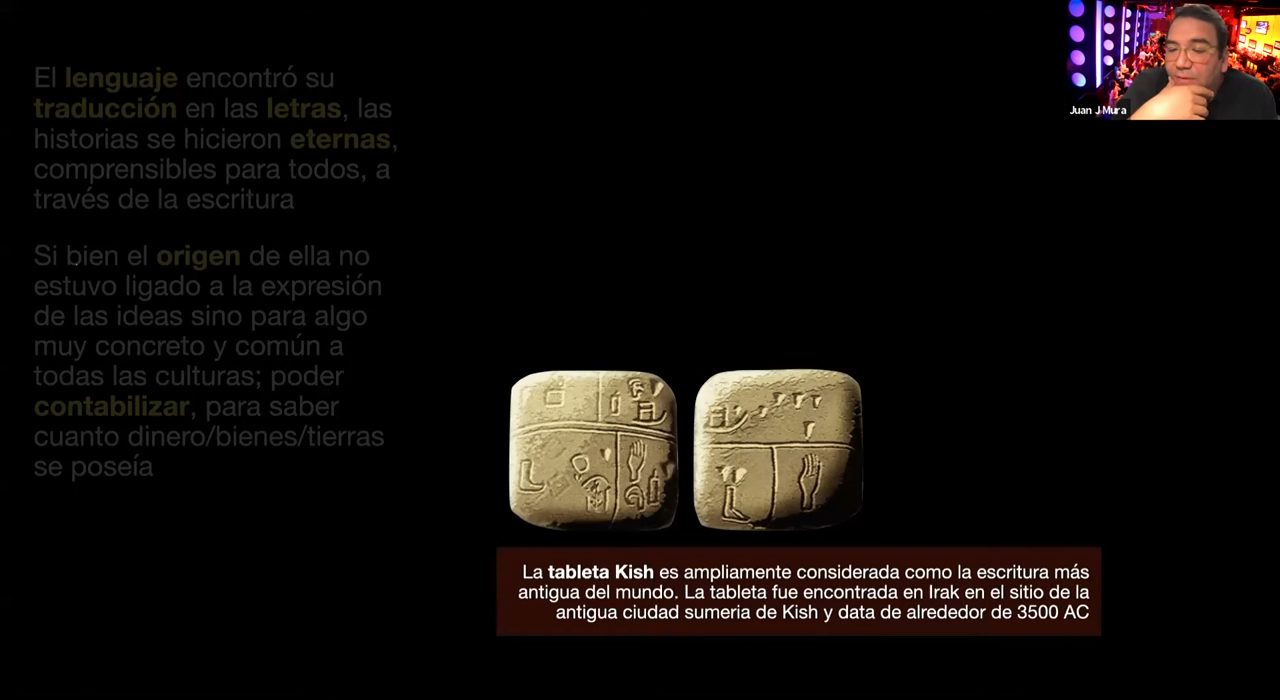 El lenguaje encontró su
traducción en las letras, las
historias se hicieron eternas,
comprensibles para todos, a
través de la escritura
Si bien el origen de ella no
estuvo ligado a la expresión
de las ideas sino para algo
muy concreto y común a
todas las culturas; poder
contabilizar, para saber
cuanto dinero/bienes/tierras
se poseía
La tableta Kish es ampliamente considerada como la escritura más
antigua del mundo. La tableta fue encontrada en Irak en el sitio de la
antigua ciudad sumeria de Kish y data de alrededor de 3500 AC
Juan J Mura